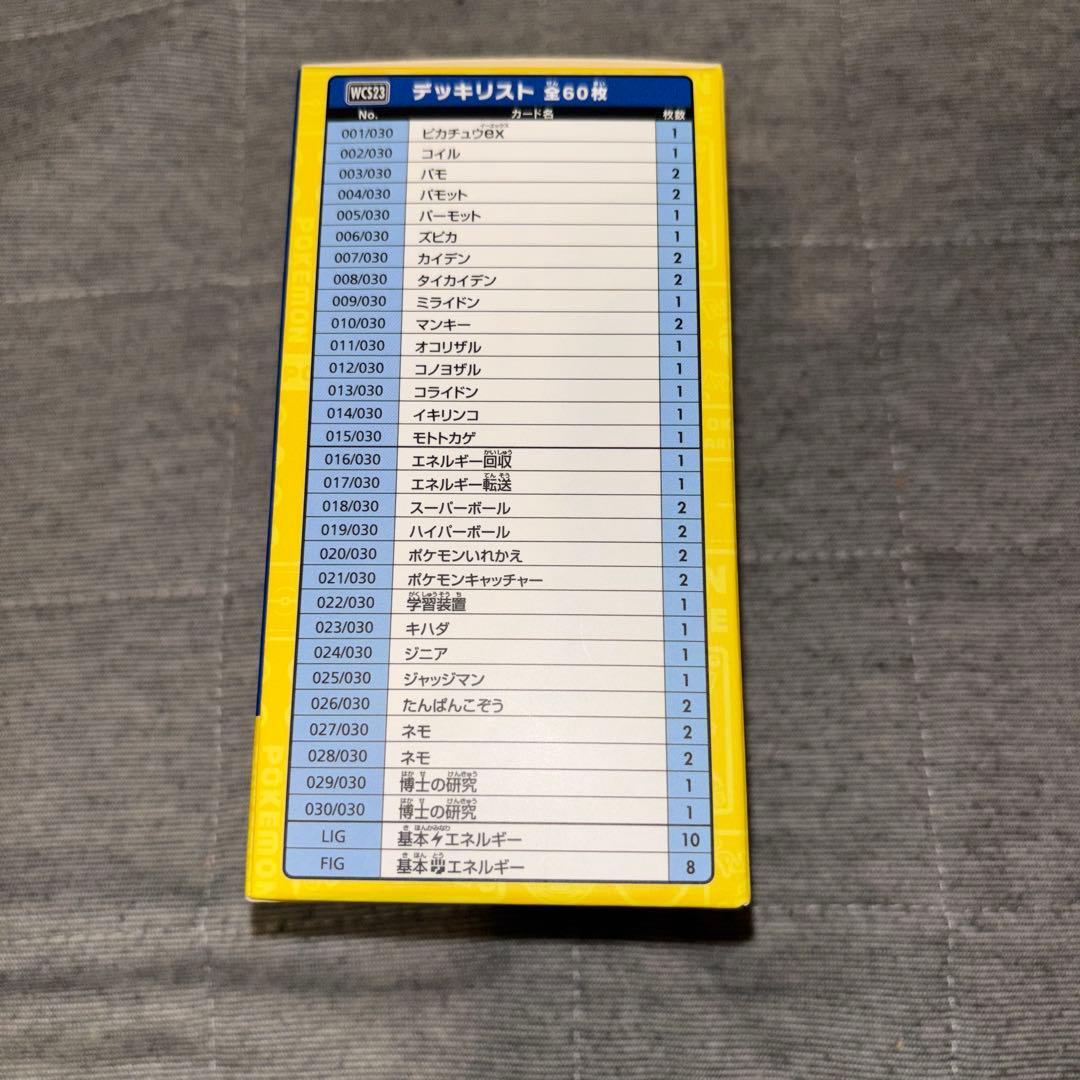 WCS23 デッキリスト 全60枚
No. カード名 枚数
001/030 ピカチュウex 1
002/030 コイル 1
003/030 パモ 2
004/030 パモット 2
005/030 パーモット 1
006/030 ズピカ 1
007/030 カイデン 2
008/030 タイカイデン 2
009/030 ミライドン 1
010/030 マンキー 2
011/030 オコリザル 1
012/030 コノヨザル 1
013/030 コライドン 1
014/030 イキリンコ 1
015/030 モトトカゲ 1
016/030 エネルギー回収 1
017/030 エネルギー転送 1
018/030 スーパーボール 2
019/030 ハイパーボール 2
020/030 ポケモンいれかえ 2
021/030 ポケモンキャッチャー 2
022/030 学習装置 1
023/030 キハダ 1
024/030 ジニア 1
025/030 ジャッジマン 1
026/030 たんぱんこぞう 2
027/030 ネモ 2
028/030 ネモ 2
029/030 博士の研究 1
030/030 博士の研究 1
LIG 基本エネルギー 10
FIG 基本エネルギー 8
POKEMON
POKEMON